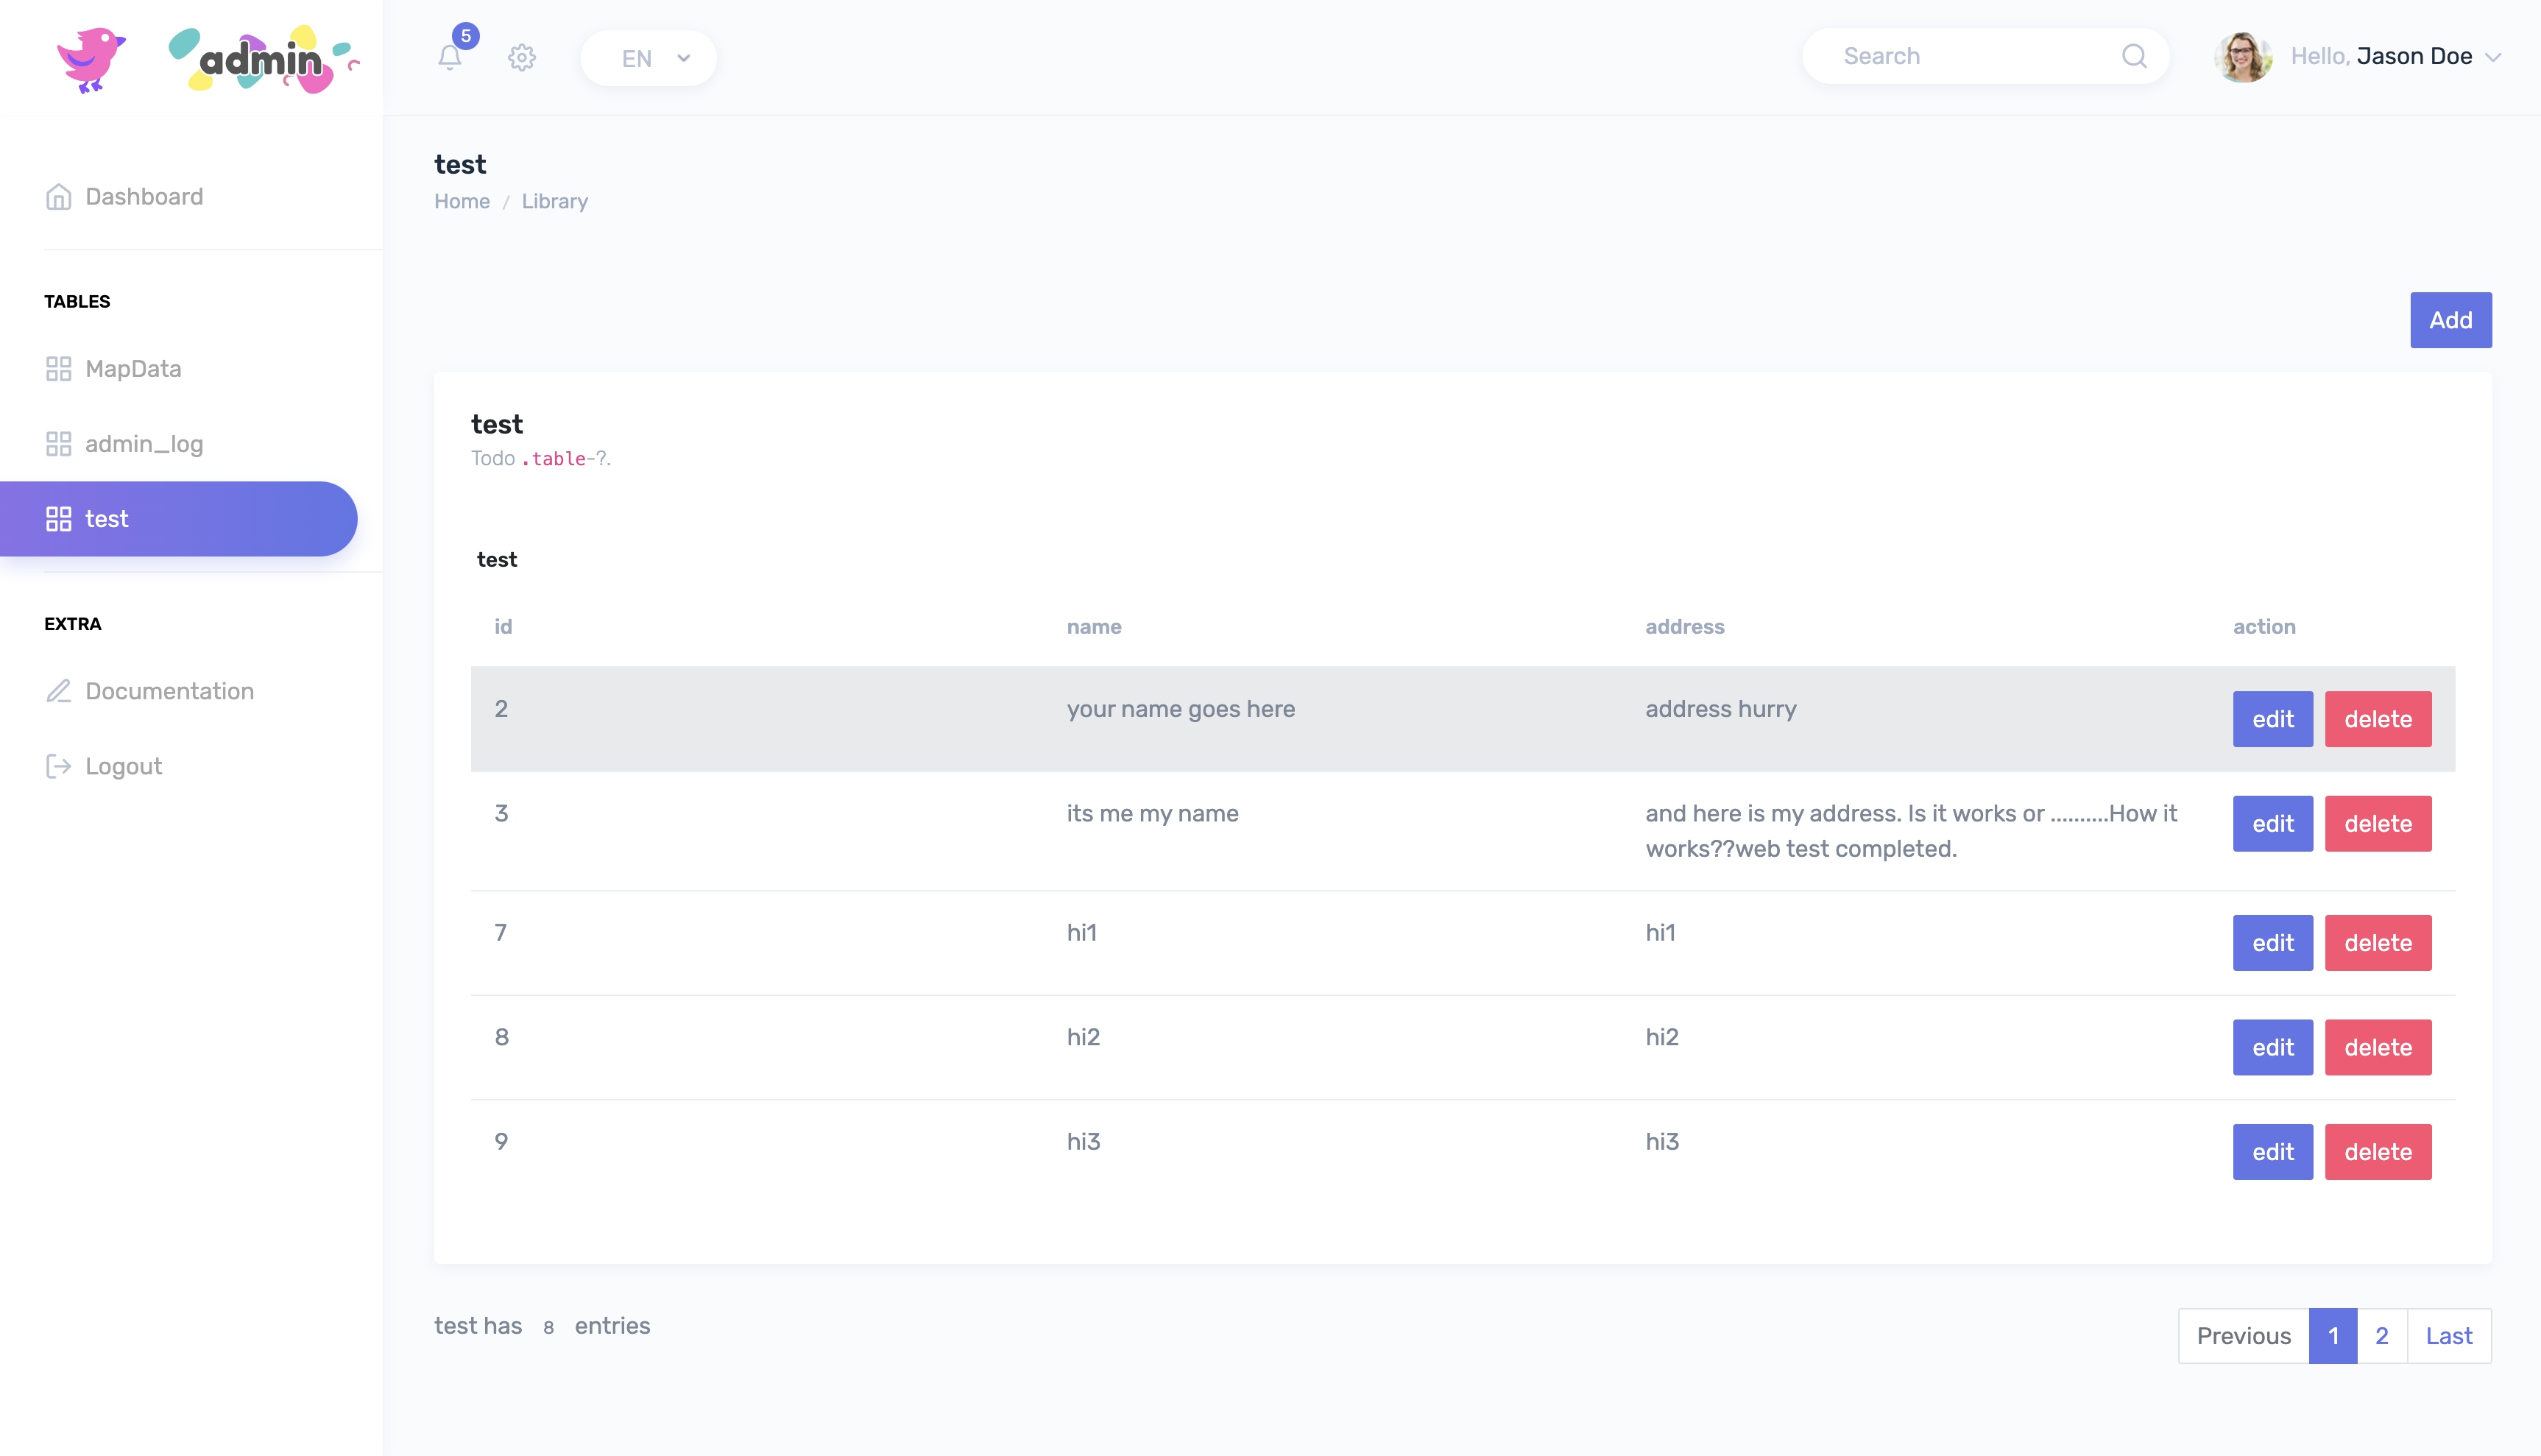 admin
5
EN
Search
Hello, Jason Doe
Dashboard
TABLES
MapData
admin_log
test
EXTRA
Documentation
Logout
test
Home / Library
Add
test
Todo .table-?.
test
id name address action
2 your name goes here address hurry edit delete
3 its me my name and here is my address. Is it works or ..........How it edit delete
works??web test completed.
7 hi1 hi1 edit delete
8 hi2 hi2 edit delete
9 hi3 hi3 edit delete
test has 8 entries
Previous 1 2 Last